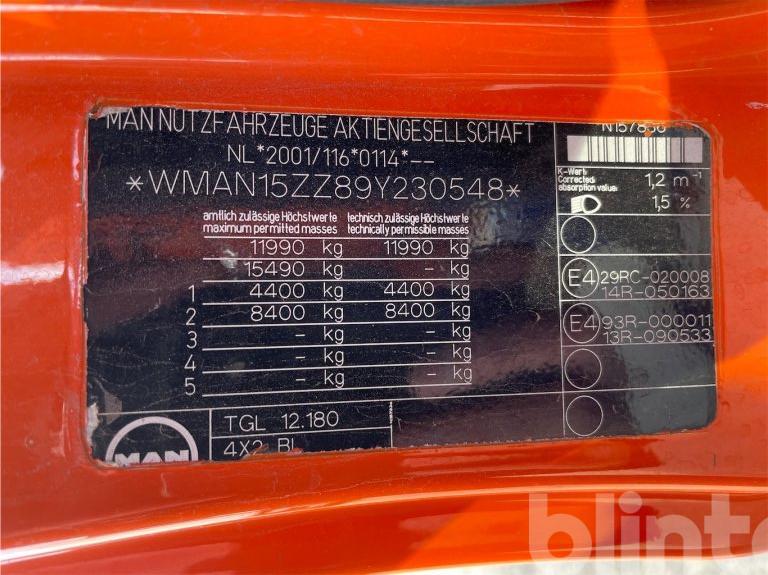 MAN NUTZFAHRZEUGE AKTIENGESELLSCHAFT
NL*2001/116*0114*--
*WMAN15ZZ89Y230548*
amtlich zulässige Höchstwerte technisch zulässige Höchstwerte
maximum permitted masses technically permissible masses
11990 kg 11990 kg
15490 kg - kg
1 4400 kg 4400 kg
2 8400 kg 8400 kg
3 - kg - kg
4 - kg - kg
5 - kg - kg
MAN
TGL 12.180
4X2 BL
N157836
K-Wert
Corrected absorption value: 1,2 m⁻¹
1,5 %
E4 29RC-020008
14R-050163
E4 93R-000011
13R-090533
blinto